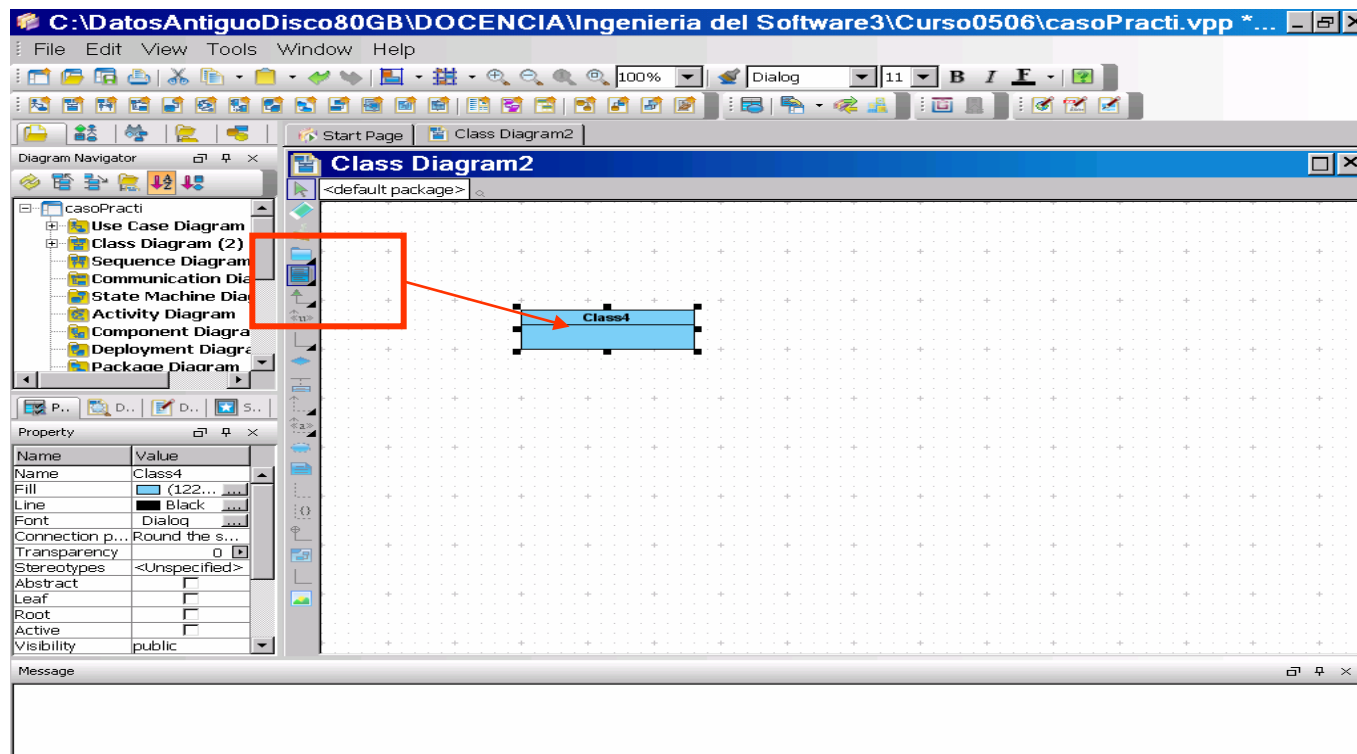 C:\DatosAntiguoDisco80GB\DOCENCIA\Ingenieria del Software3\Curso0506\casoPracti.vpp *...
File Edit View Tools Window Help
100% Dialog 11 B I F
Start Page Class Diagram2
Diagram Navigator
Class Diagram2
<default package>
casoPracti
Use Case Diagram
Class Diagram (2)
Sequence Diagram
Communication Dia
State Machine Dia
Activity Diagram
Component Diagra
Deployment Diagra
Package Diagram
Class4
P.. D.. D.. S..
Property
Name Value
Name Class4
Fill (122...
Line Black
Font Dialog
Connection p... Round the s...
Transparency 0
Stereotypes <Unspecified>
Abstract
Leaf
Root
Active
Visibility public
Message